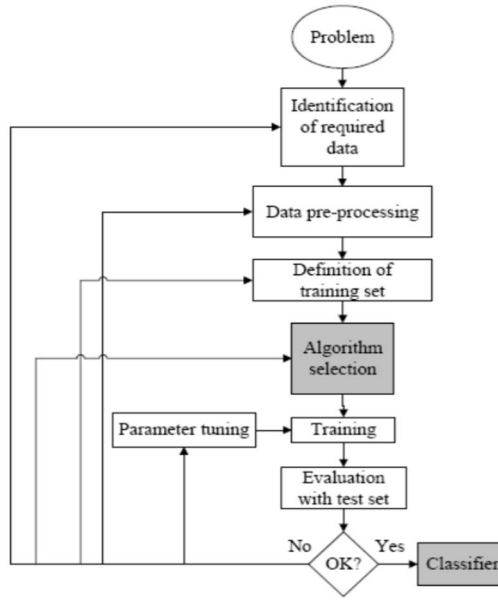 Problem
Identification
of required
data
Data pre-processing
Definition of
training set
Algorithm
selection
Parameter tuning
Training
Evaluation
with test set
No
Yes
OK?
Classifier